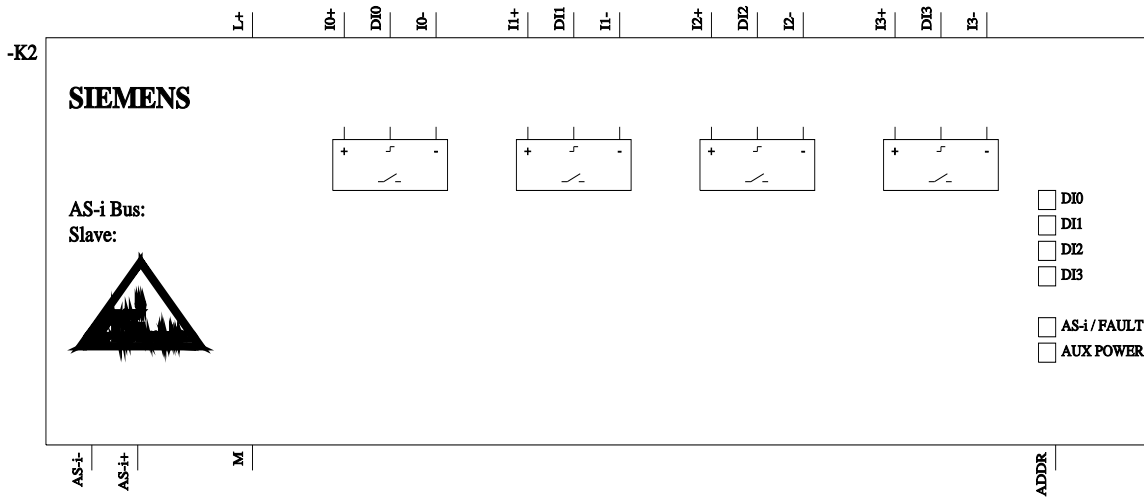 L+ I0+ DI0 I0- I1+ DI1 I1- I2+ DI2 I2- I3+ DI3 I3-
-K2
SIEMENS
+ - + - + - + -
AS-i Bus:
Slave:
DI0
DI1
DI2
DI3
AS-i / FAULT
AUX POWER
AS-i- AS-i+ M ADDR